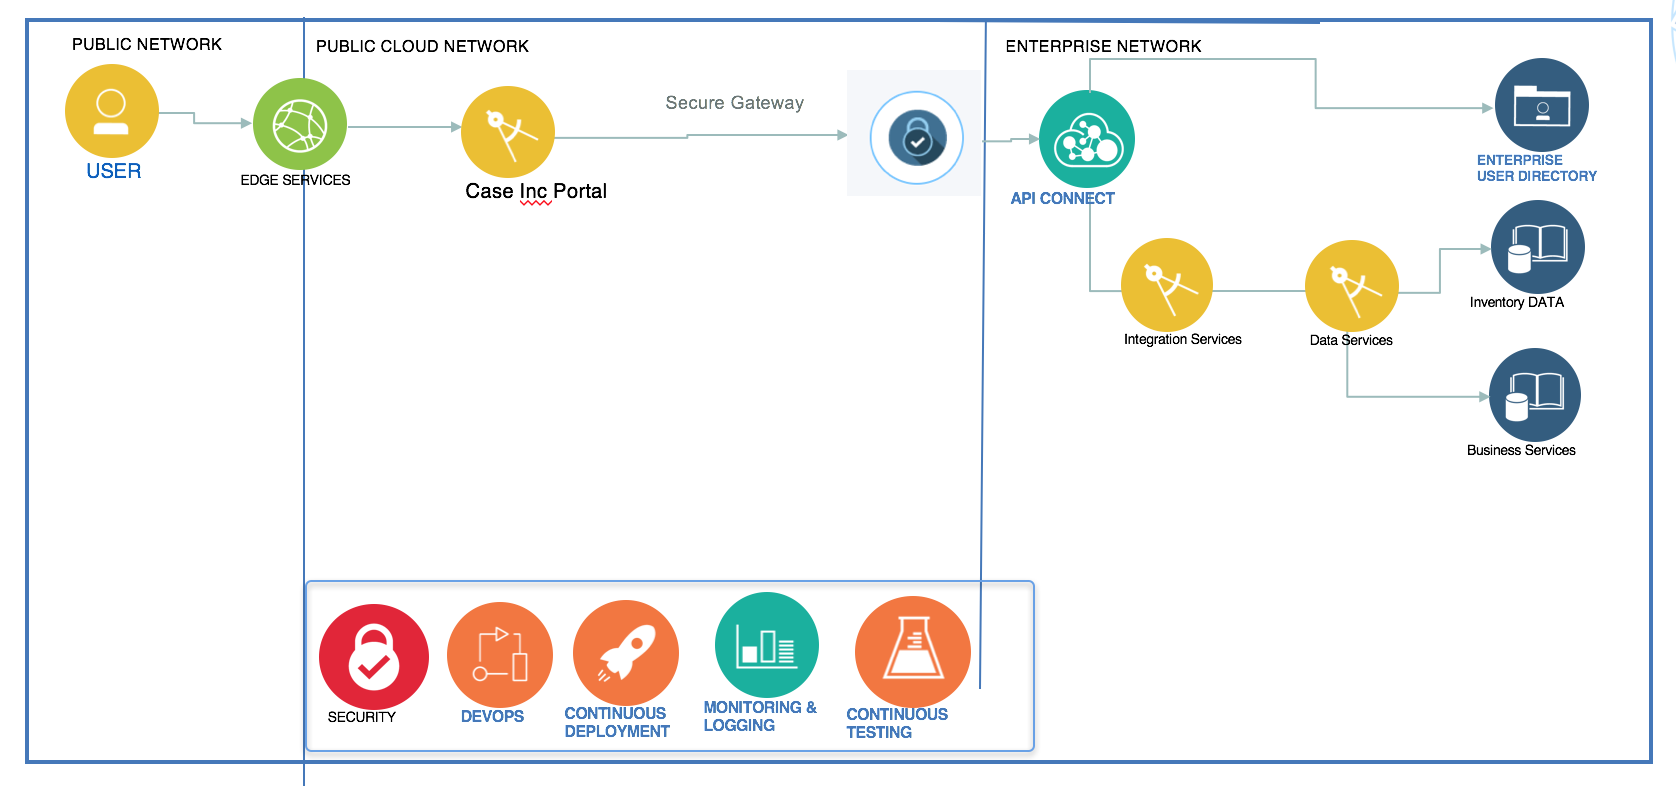 PUBLIC NETWORK
PUBLIC CLOUD NETWORK
ENTERPRISE NETWORK
USER
EDGE SERVICES
Case Inc Portal
Secure Gateway
API CONNECT
ENTERPRISE
USER DIRECTORY
Integration Services
Data Services
Inventory DATA
Business Services
SECURITY
DEVOPS
CONTINUOUS
DEPLOYMENT
MONITORING &
LOGGING
CONTINUOUS
TESTING